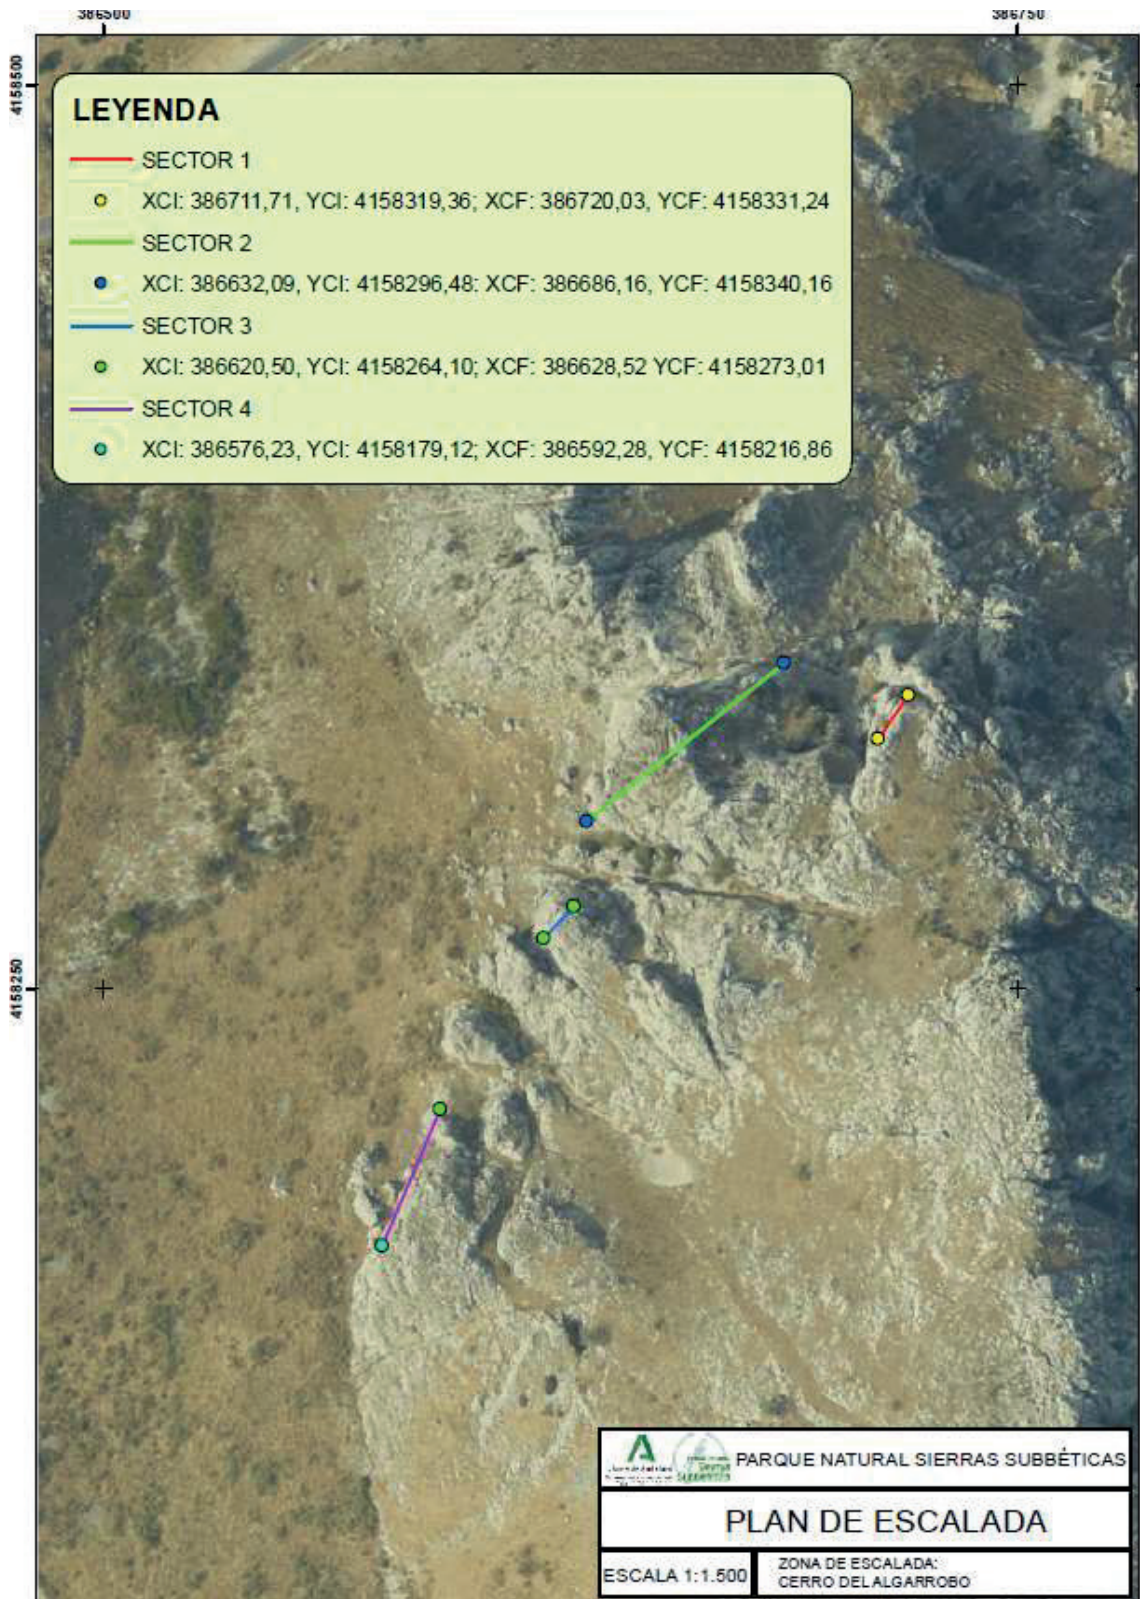 386500
386750
4158500
LEYENDA
SECTOR 1
XCI: 386711,71, YCI: 4158319,36; XCF: 386720,03, YCF: 4158331,24
SECTOR 2
XCI: 386632,09, YCI: 4158296,48: XCF: 386686,16, YCF: 4158340,16
SECTOR 3
XCI: 386620,50, YCI: 4158264,10; XCF: 386628,52 YCF: 4158273,01
SECTOR 4
XCI: 386576,23, YCI: 4158179,12; XCF: 386592,28, YCF: 4158216,86
4158250
PARQUE NATURAL SIERRAS SUBBÉTICAS
PLAN DE ESCALADA
ESCALA 1:1.500
ZONA DE ESCALADA:
CERRO DEL ALGARROBO